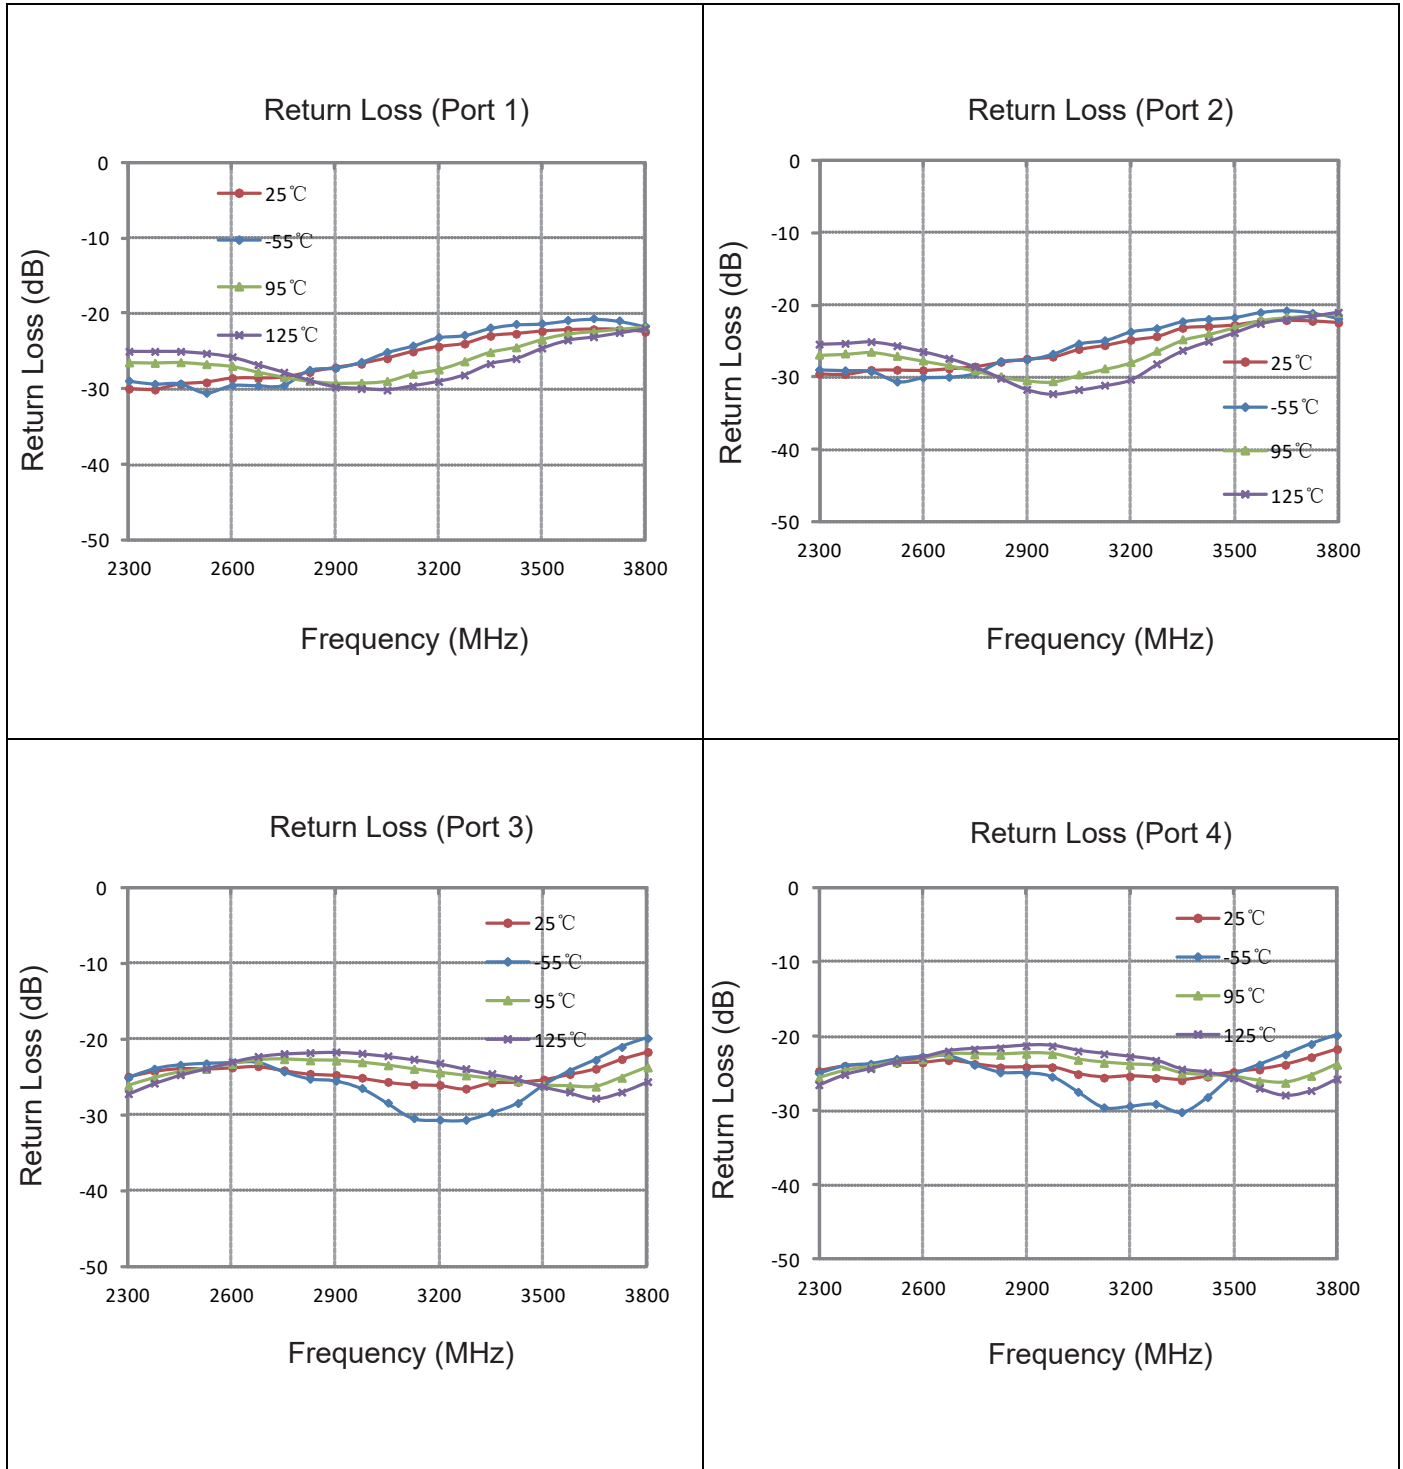 Return Loss (Port 1)
Return Loss (dB)
0
-10
-20
-30
-40
-50
25℃
-55℃
95℃
125℃
2300 2600 2900 3200 3500 3800
Frequency (MHz)
Return Loss (Port 2)
Return Loss (dB)
0
-10
-20
-30
-40
-50
25℃
-55℃
95℃
125℃
2300 2600 2900 3200 3500 3800
Frequency (MHz)
Return Loss (Port 3)
Return Loss (dB)
0
-10
-20
-30
-40
-50
25℃
-55℃
95℃
125℃
2300 2600 2900 3200 3500 3800
Frequency (MHz)
Return Loss (Port 4)
Return Loss (dB)
0
-10
-20
-30
-40
-50
25℃
-55℃
95℃
125℃
2300 2600 2900 3200 3500 3800
Frequency (MHz)